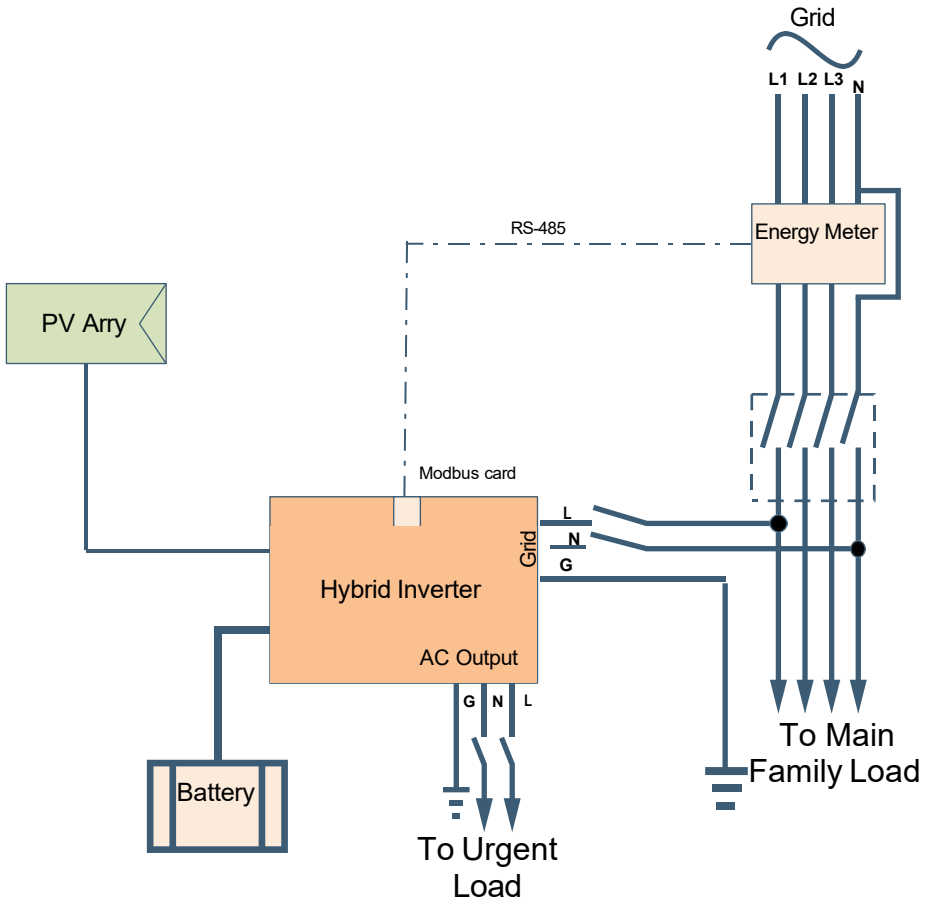 Grid
L1 L2 L3 N
Energy Meter
RS-485
PV Arry
Modbus card
L
N
G
Grid
Hybrid Inverter
AC Output
G N L
To Main
Family Load
Battery
To Urgent
Load